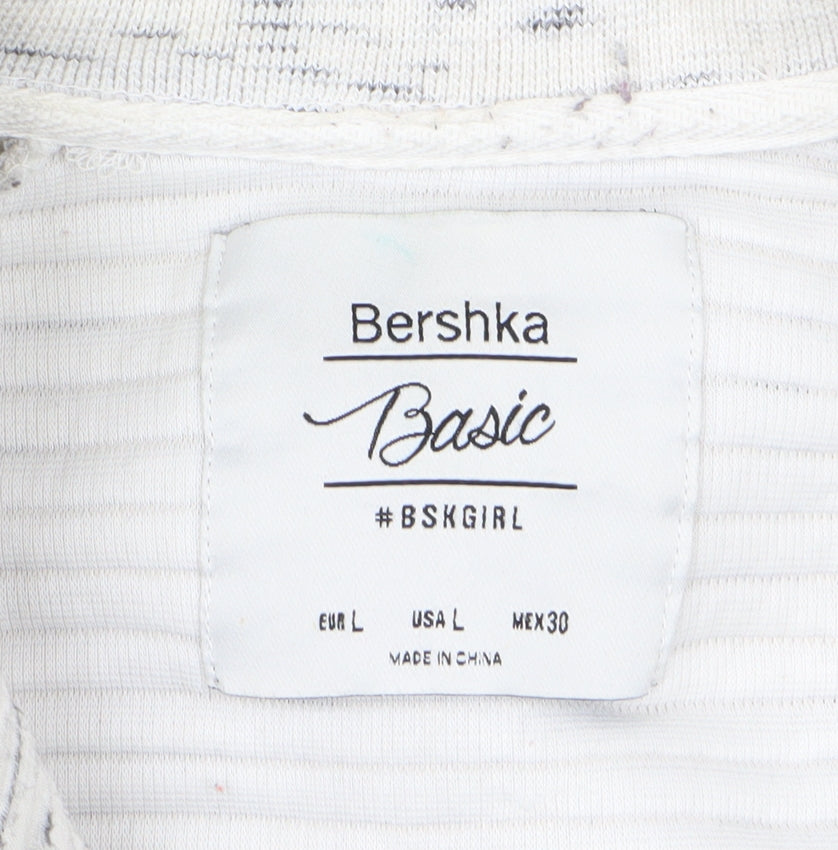 Bershka
Basic
#BSKGIRL
EUR L USA L MEX 30
MADE IN CHINA